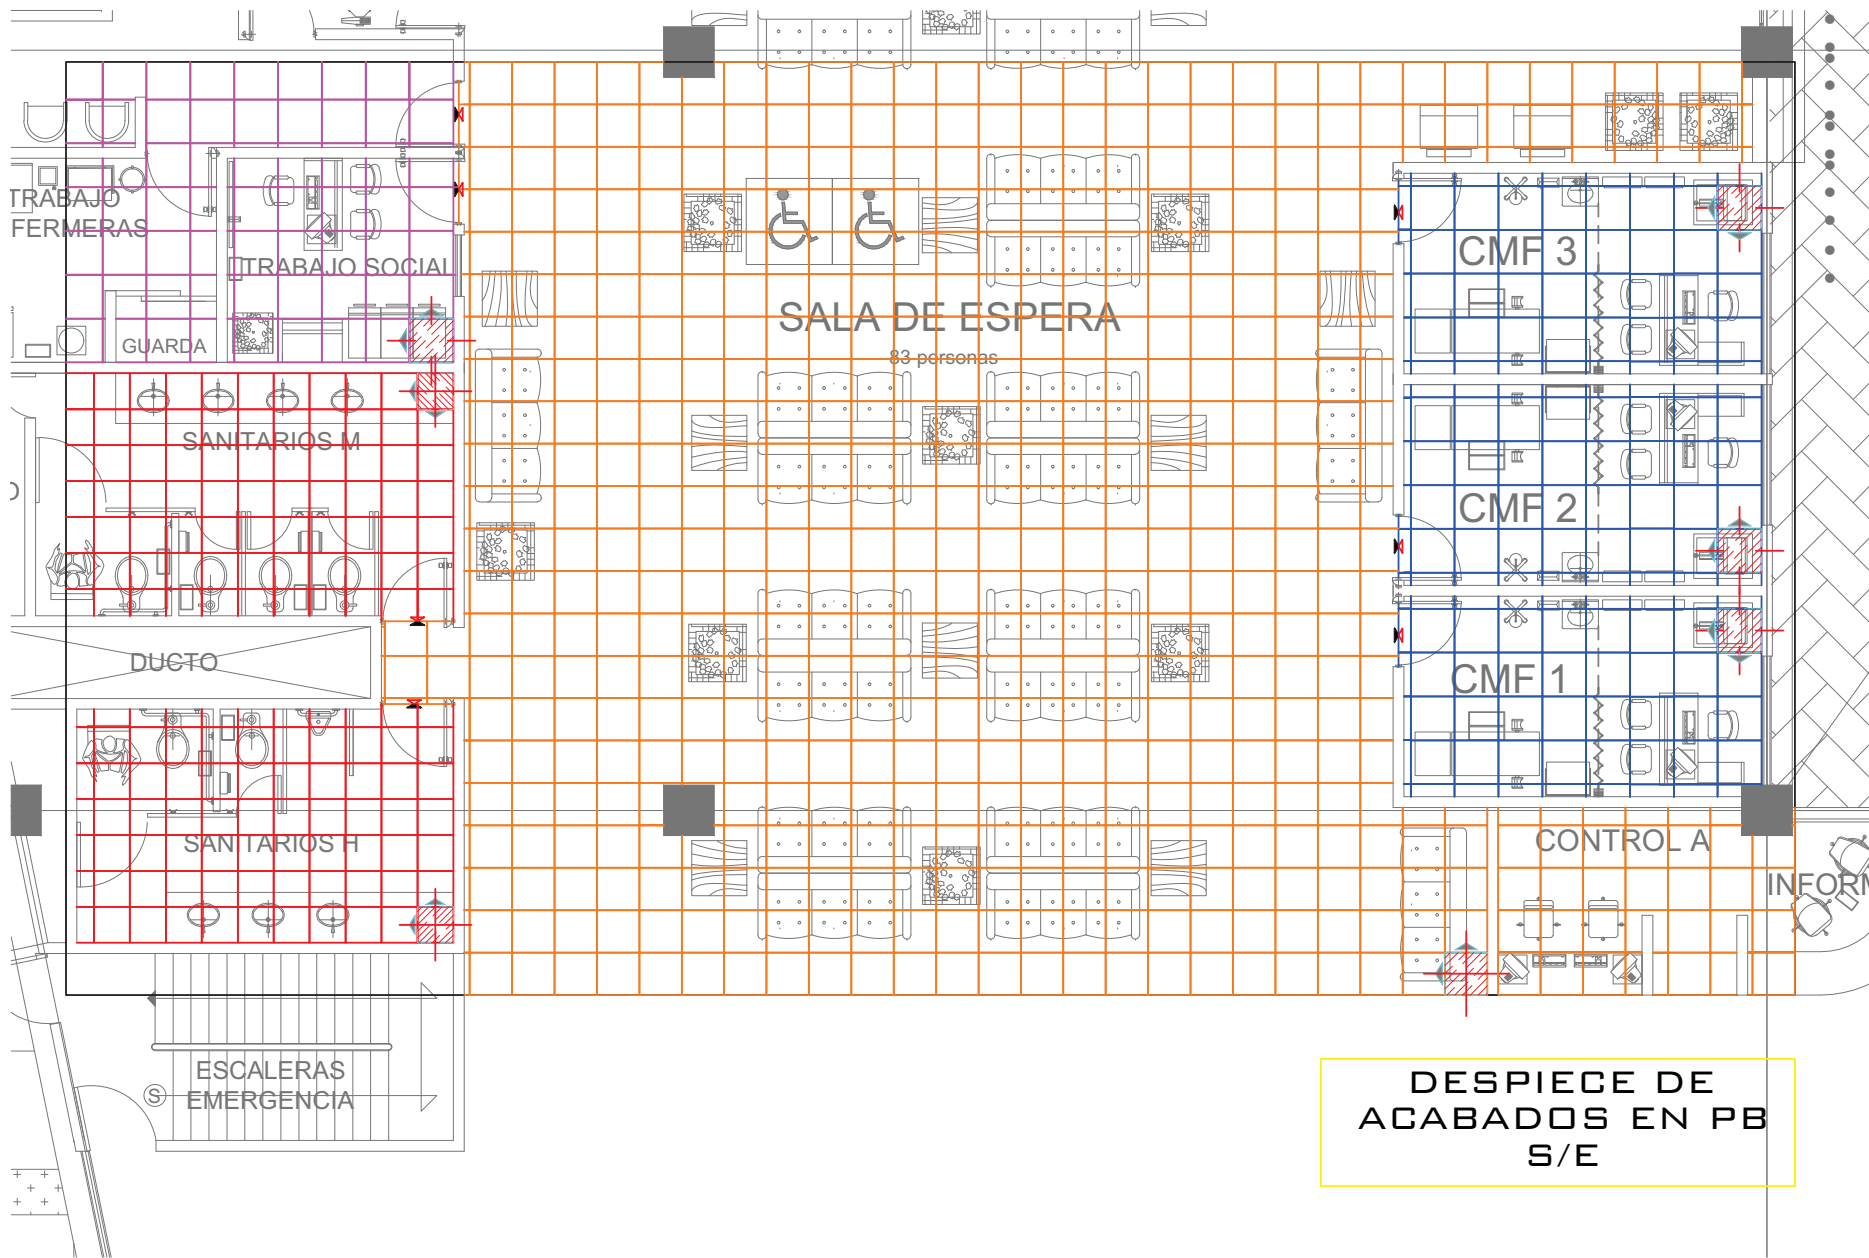 TRABAJO
FERMERAS
TRABAJO SOCIAL
GUARDA
SANITARIOS M
DUCTO
SANITARIOS H
ESCALERAS
EMERGENCIA
S
SALA DE ESPERA
83 personas
CMF 3
CMF 2
CMF 1
CONTROL A
INFORM
DESPIECE DE
ACABADOS EN PB
S/E